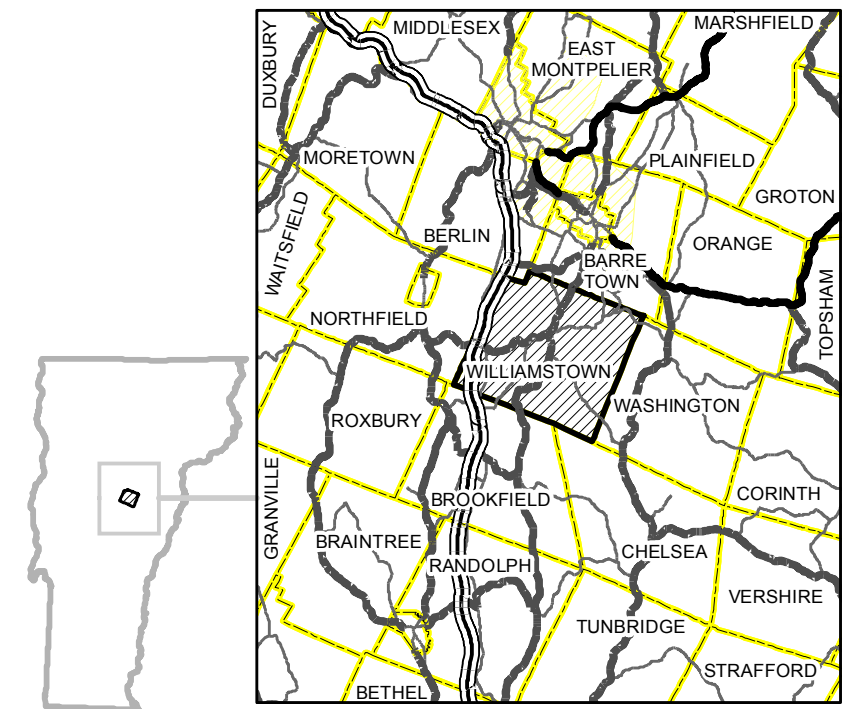 MIDDLESEX
MARSHFIELD
DUXBURY
EAST
MONTPELIER
MORETOWN
PLAINFIELD
GROTON
WAITSFIELD
BERLIN
ORANGE
BARRE
TOWN
TOPSHAM
NORTHFIELD
WILLIAMSTOWN
WASHINGTON
ROXBURY
GRANVILLE
BROOKFIELD
CORINTH
BRAINTREE
CHELSEA
RANDOLPH
VERSHIRE
TUNBRIDGE
STRAFFORD
BETHEL